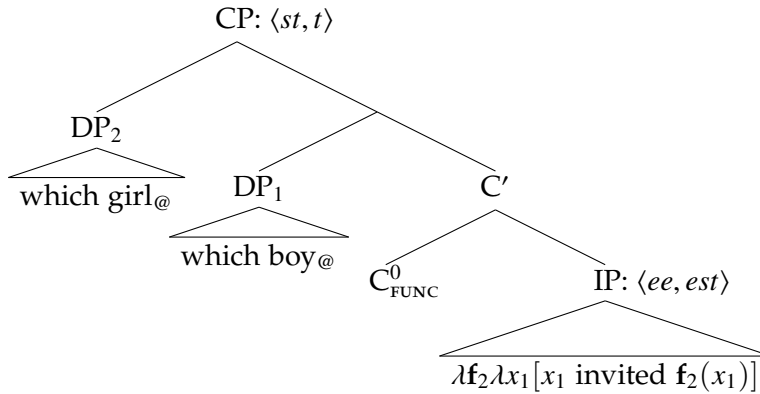 CP: ⟨st, t⟩
DP₂
which girl@
DP₁
C′
which boy@
C⁰FUNC
IP: ⟨ee, est⟩
λf₂λx₁[x₁ invited f₂(x₁)]